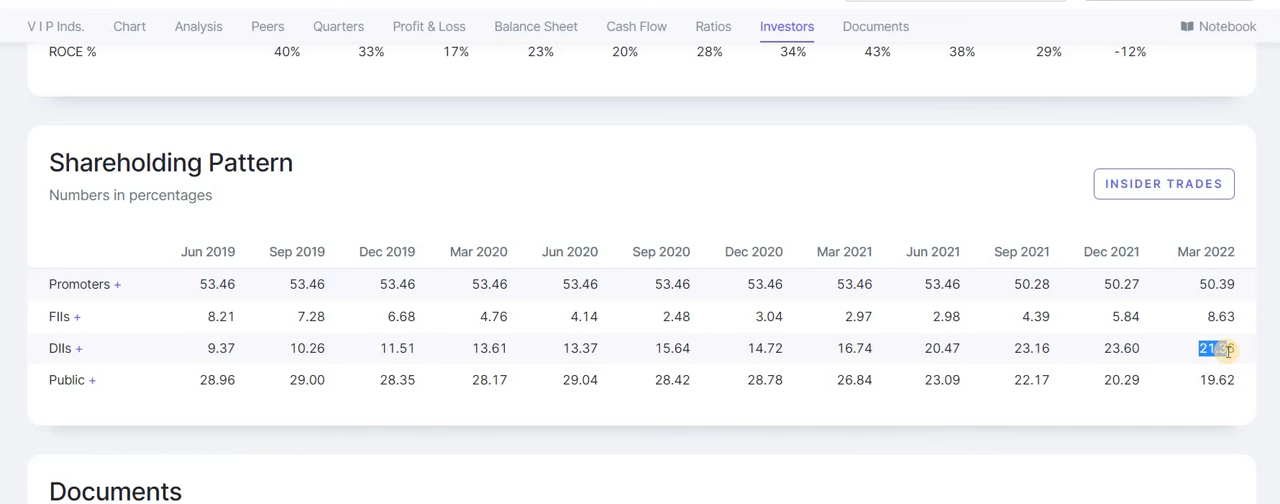 V I P Inds. Chart Analysis Peers Quarters Profit & Loss Balance Sheet Cash Flow Ratios Investors Documents Notebook
ROCE % 40% 33% 17% 23% 20% 28% 34% 43% 38% 29% -12%
Shareholding Pattern
Numbers in percentages
INSIDER TRADES
Jun 2019 Sep 2019 Dec 2019 Mar 2020 Jun 2020 Sep 2020 Dec 2020 Mar 2021 Jun 2021 Sep 2021 Dec 2021 Mar 2022
Promoters + 53.46 53.46 53.46 53.46 53.46 53.46 53.46 53.46 53.46 50.28 50.27 50.39
FIIs + 8.21 7.28 6.68 4.76 4.14 2.48 3.04 2.97 2.98 4.39 5.84 8.63
DIIs + 9.37 10.26 11.51 13.61 13.37 15.64 14.72 16.74 20.47 23.16 23.60 21.36
Public + 28.96 29.00 28.35 28.17 29.04 28.42 28.78 26.84 23.09 22.17 20.29 19.62
Documents